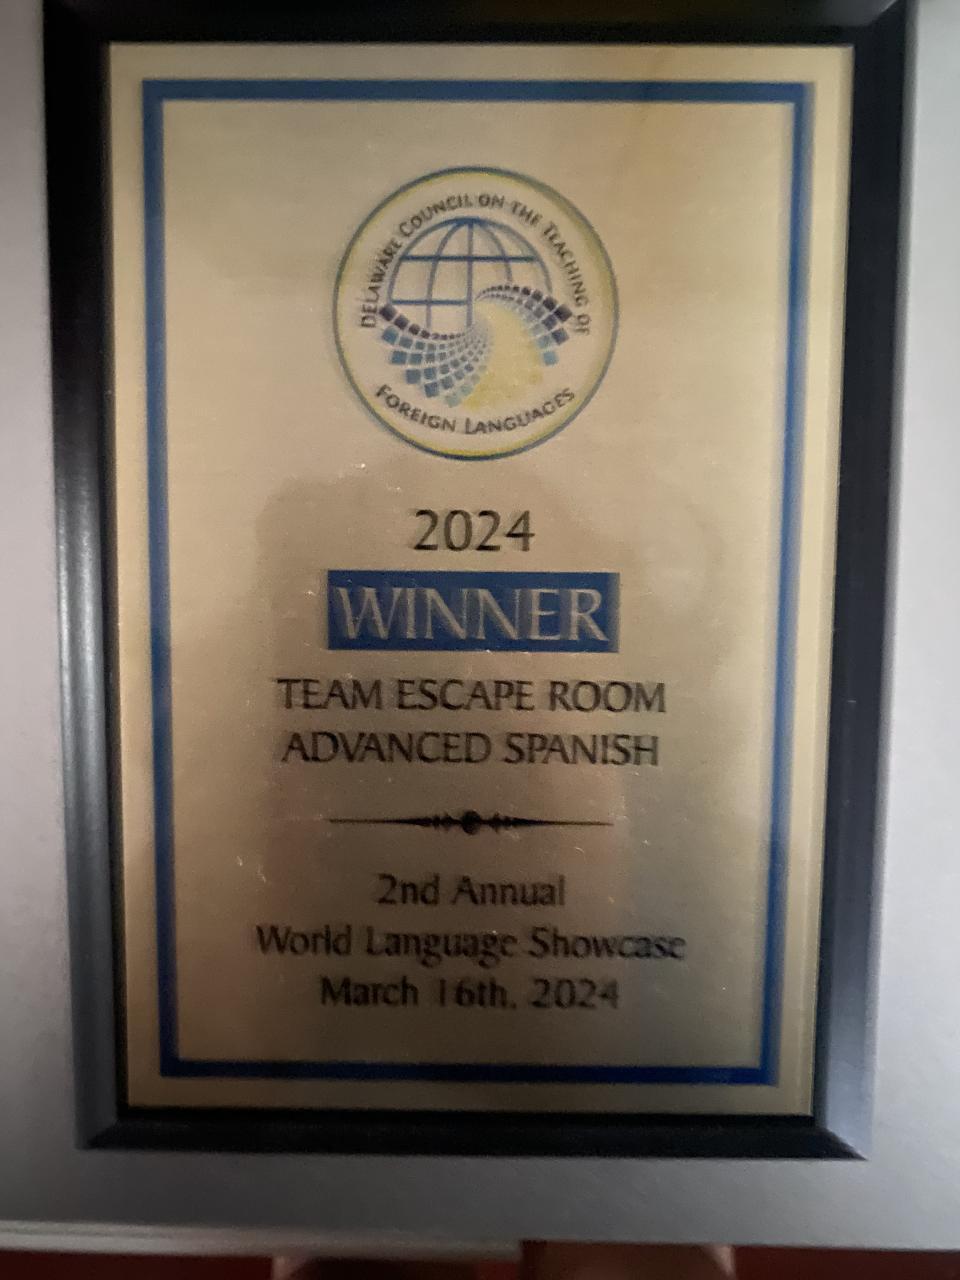 DELAWARE COUNCIL ON THE TEACHING OF
FOREIGN LANGUAGES
2024
WINNER
TEAM ESCAPE ROOM
ADVANCED SPANISH
2nd Annual
World Language Showcase
March 16th, 2024